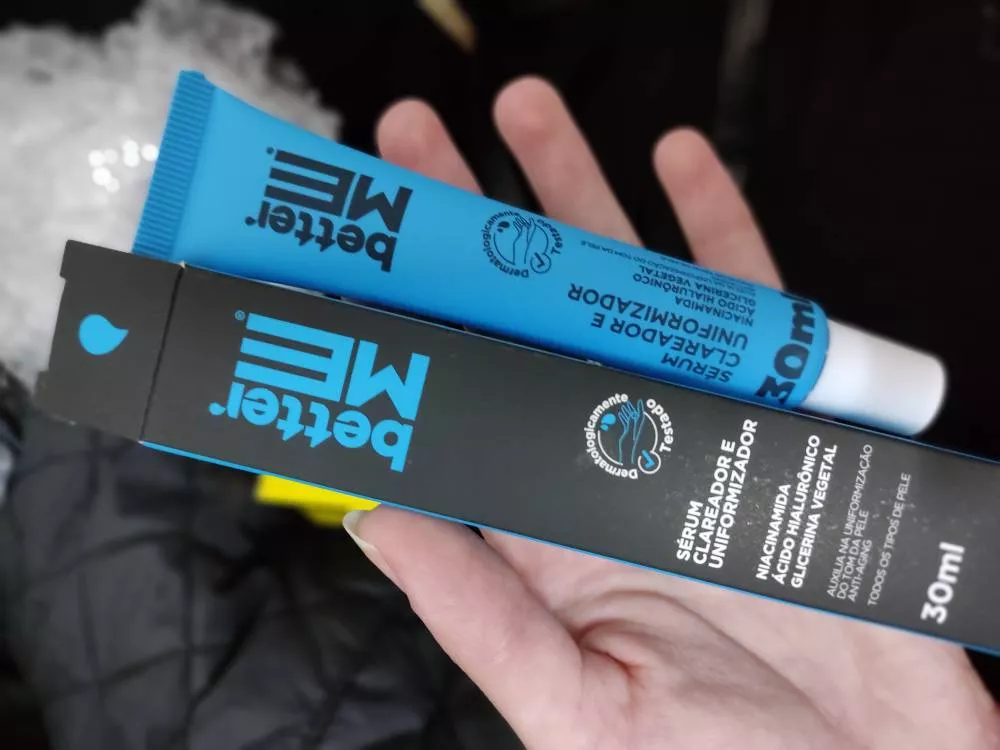 better
ME
Dermatologicamente Testado
SÉRUM
CLAREADOR E
UNIFORMIZADOR
NIACINAMIDA
ÁCIDO HIALURÔNICO
GLICERINA VEGETAL
30ml
better
ME®
Dermatologicamente Testado
SÉRUM
CLAREADOR E
UNIFORMIZADOR
NIACINAMIDA
ÁCIDO HIALURÔNICO
GLICERINA VEGETAL
AUXILIA NA UNIFORMIZAÇÃO
DO TOM DA PELE
ANTI-AGING
TODOS OS TIPOS DE PELE
30ml